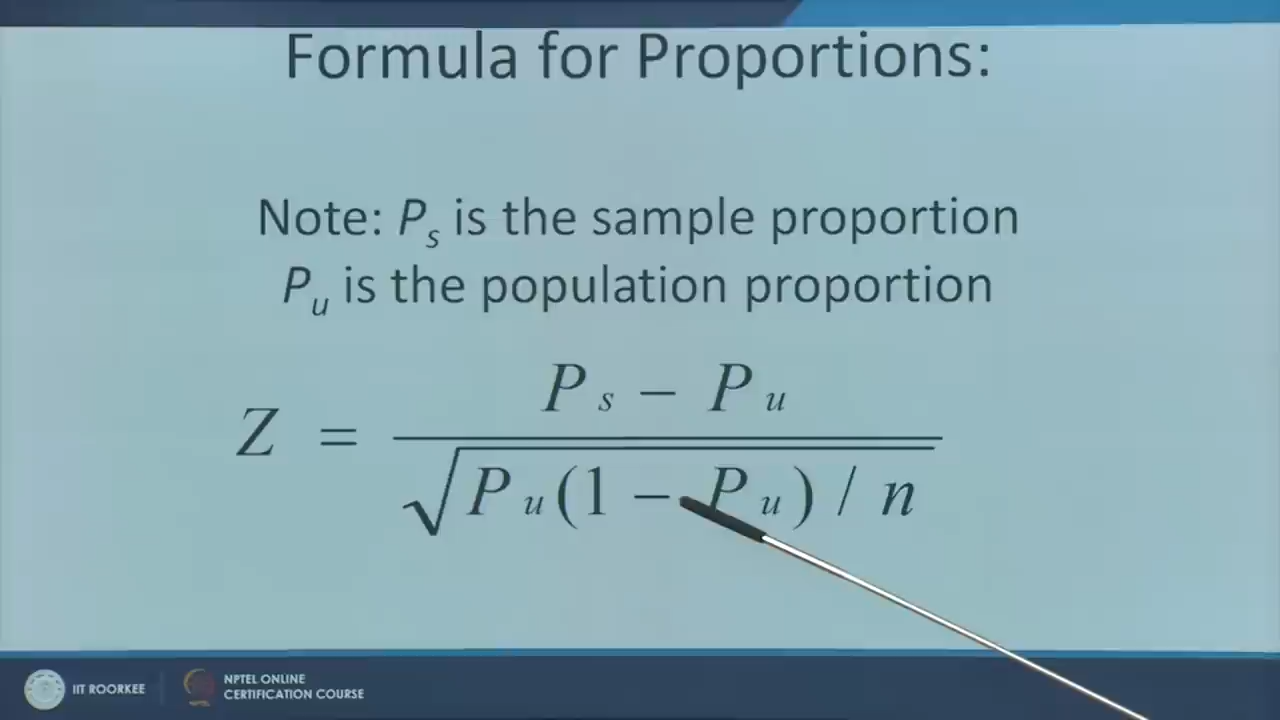 Formula for Proportions:
Note: Ps is the sample proportion
Pu is the population proportion
Z = Ps − Pu / √Pu(1 − Pu) / n
IIT ROORKEE
NPTEL ONLINE
CERTIFICATION COURSE